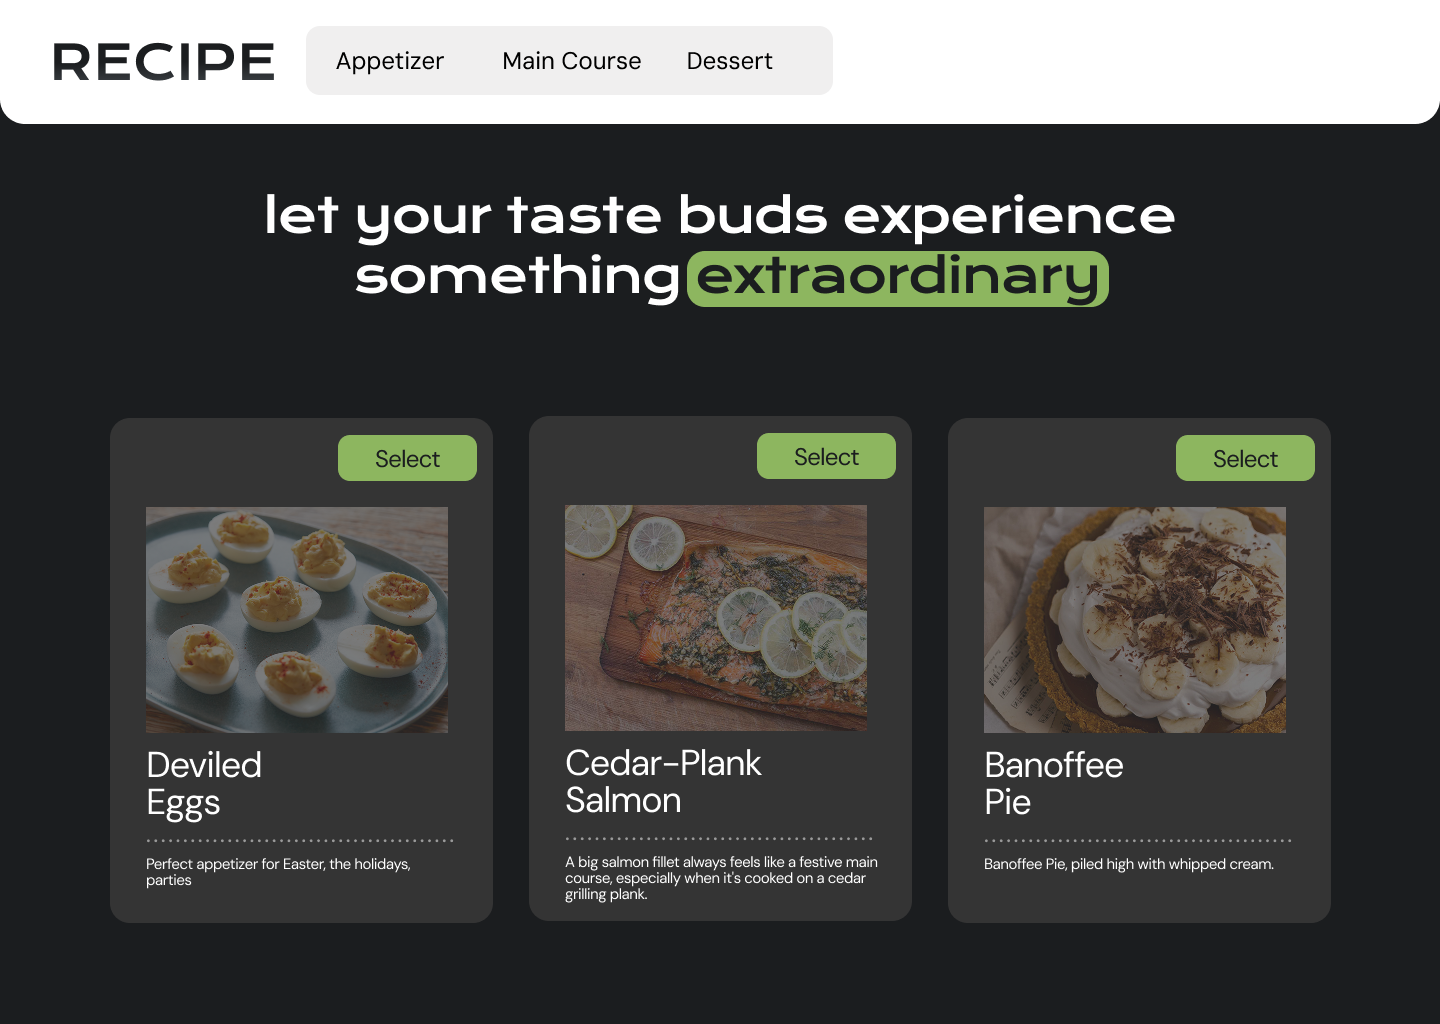 RECIPE
Appetizer
Main Course
Dessert
let your taste buds experience
something extraordinary
Select
Select
Select
Deviled
Eggs
Perfect appetizer for Easter, the holidays,
parties
Cedar-Plank
Salmon
A big salmon fillet always feels like a festive main
course, especially when it's cooked on a cedar
grilling plank.
Banoffee
Pie
Banoffee Pie, piled high with whipped cream.